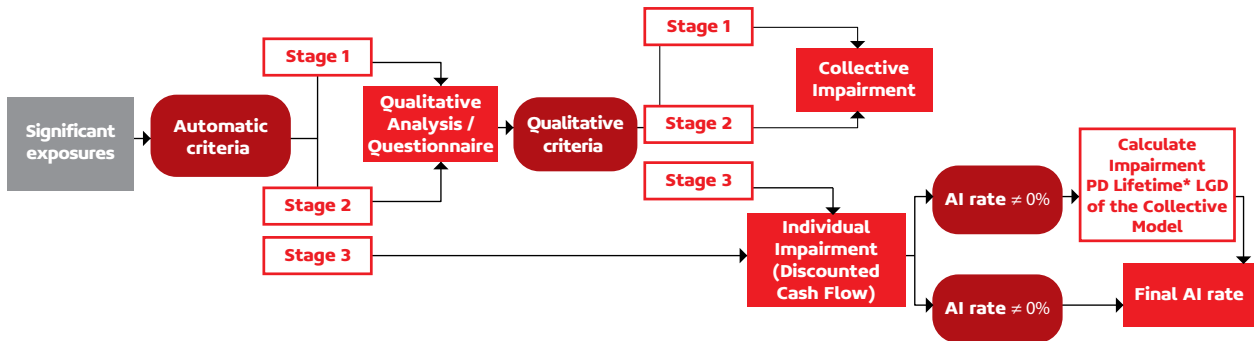 Significant
exposures
Automatic
criteria
Stage 1
Stage 2
Stage 3
Qualitative
Analysis /
Questionnaire
Qualitative
criteria
Stage 1
Stage 2
Stage 3
Collective
Impairment
Individual
Impairment
(Discounted
Cash Flow)
AI rate ≠ 0%
AI rate ≠ 0%
Calculate
Impairment
PD Lifetime* LGD
of the Collective
Model
Final AI rate